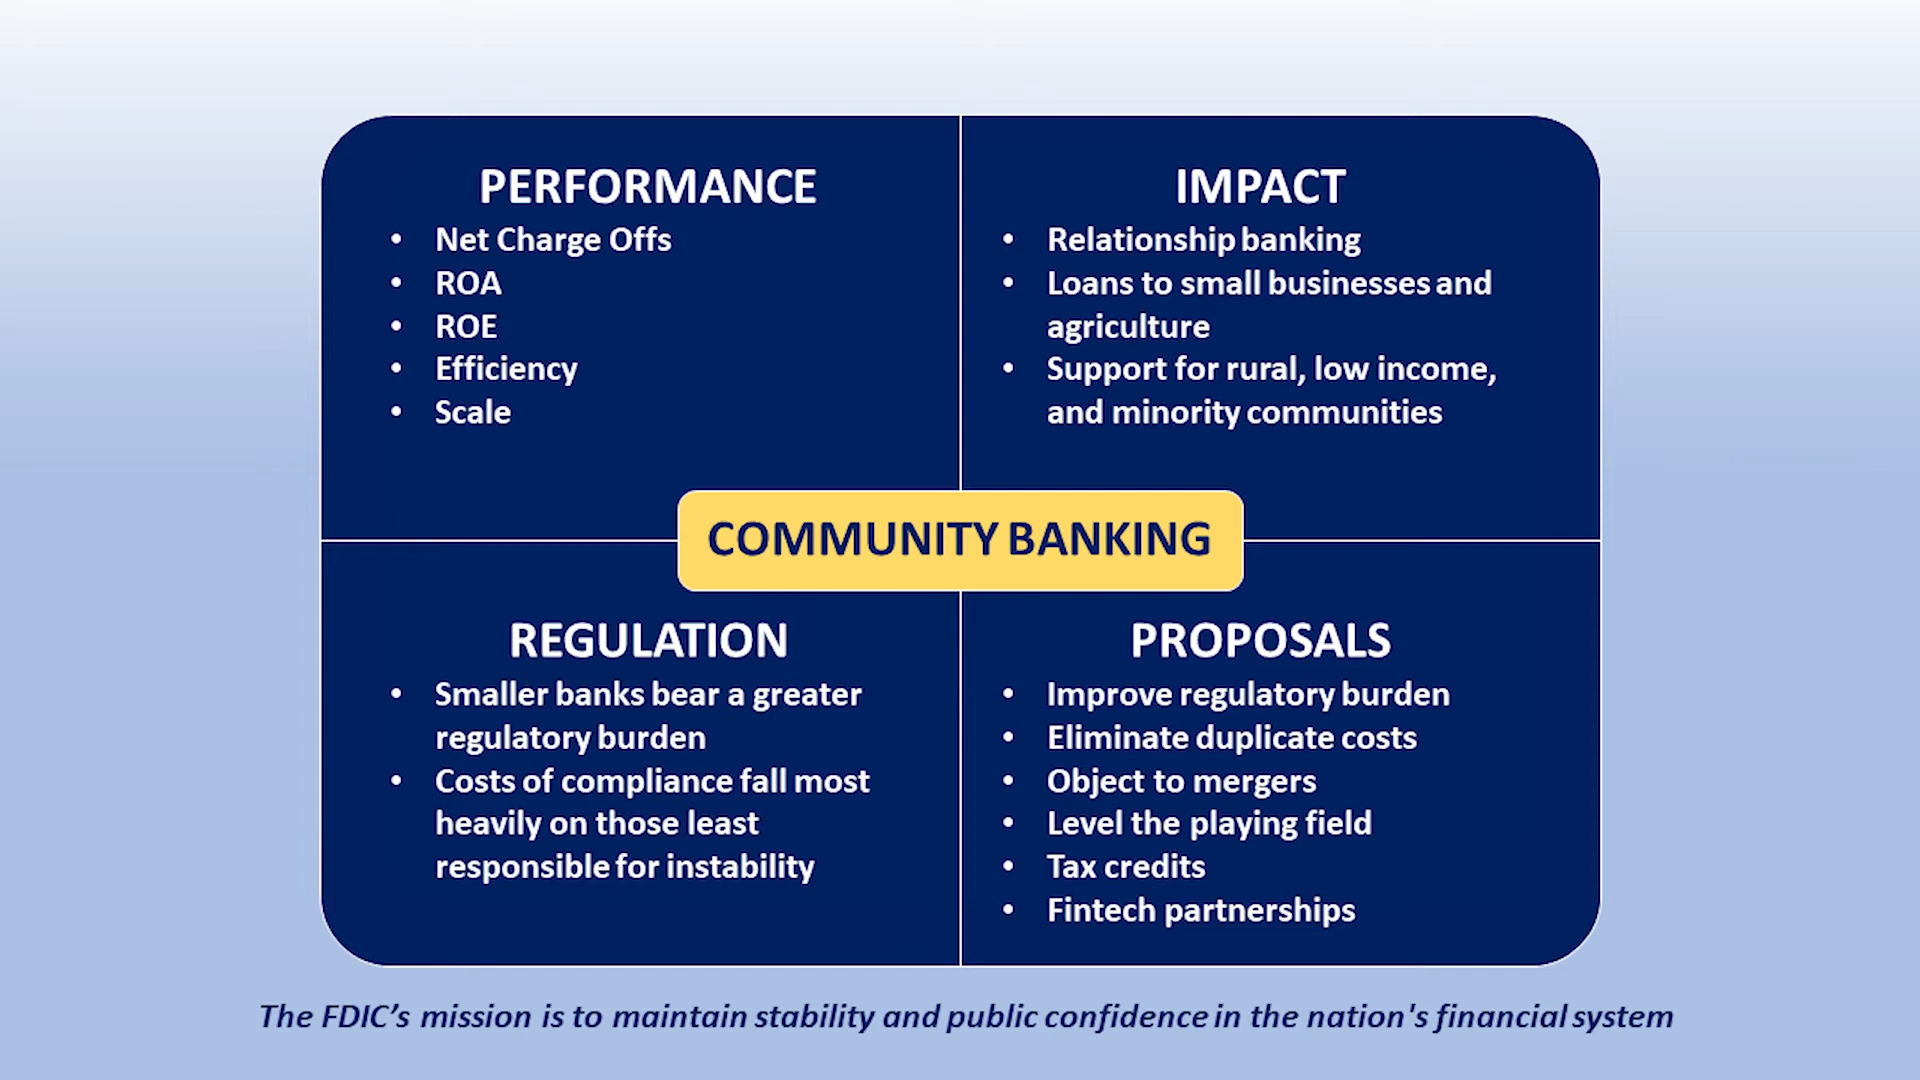 PERFORMANCE
• Net Charge Offs
• ROA
• ROE
• Efficiency
• Scale
IMPACT
• Relationship banking
• Loans to small businesses and
agriculture
• Support for rural, low income,
and minority communities
COMMUNITY BANKING
REGULATION
• Smaller banks bear a greater
regulatory burden
• Costs of compliance fall most
heavily on those least
responsible for instability
PROPOSALS
• Improve regulatory burden
• Eliminate duplicate costs
• Object to mergers
• Level the playing field
• Tax credits
• Fintech partnerships
The FDIC’s mission is to maintain stability and public confidence in the nation's financial system